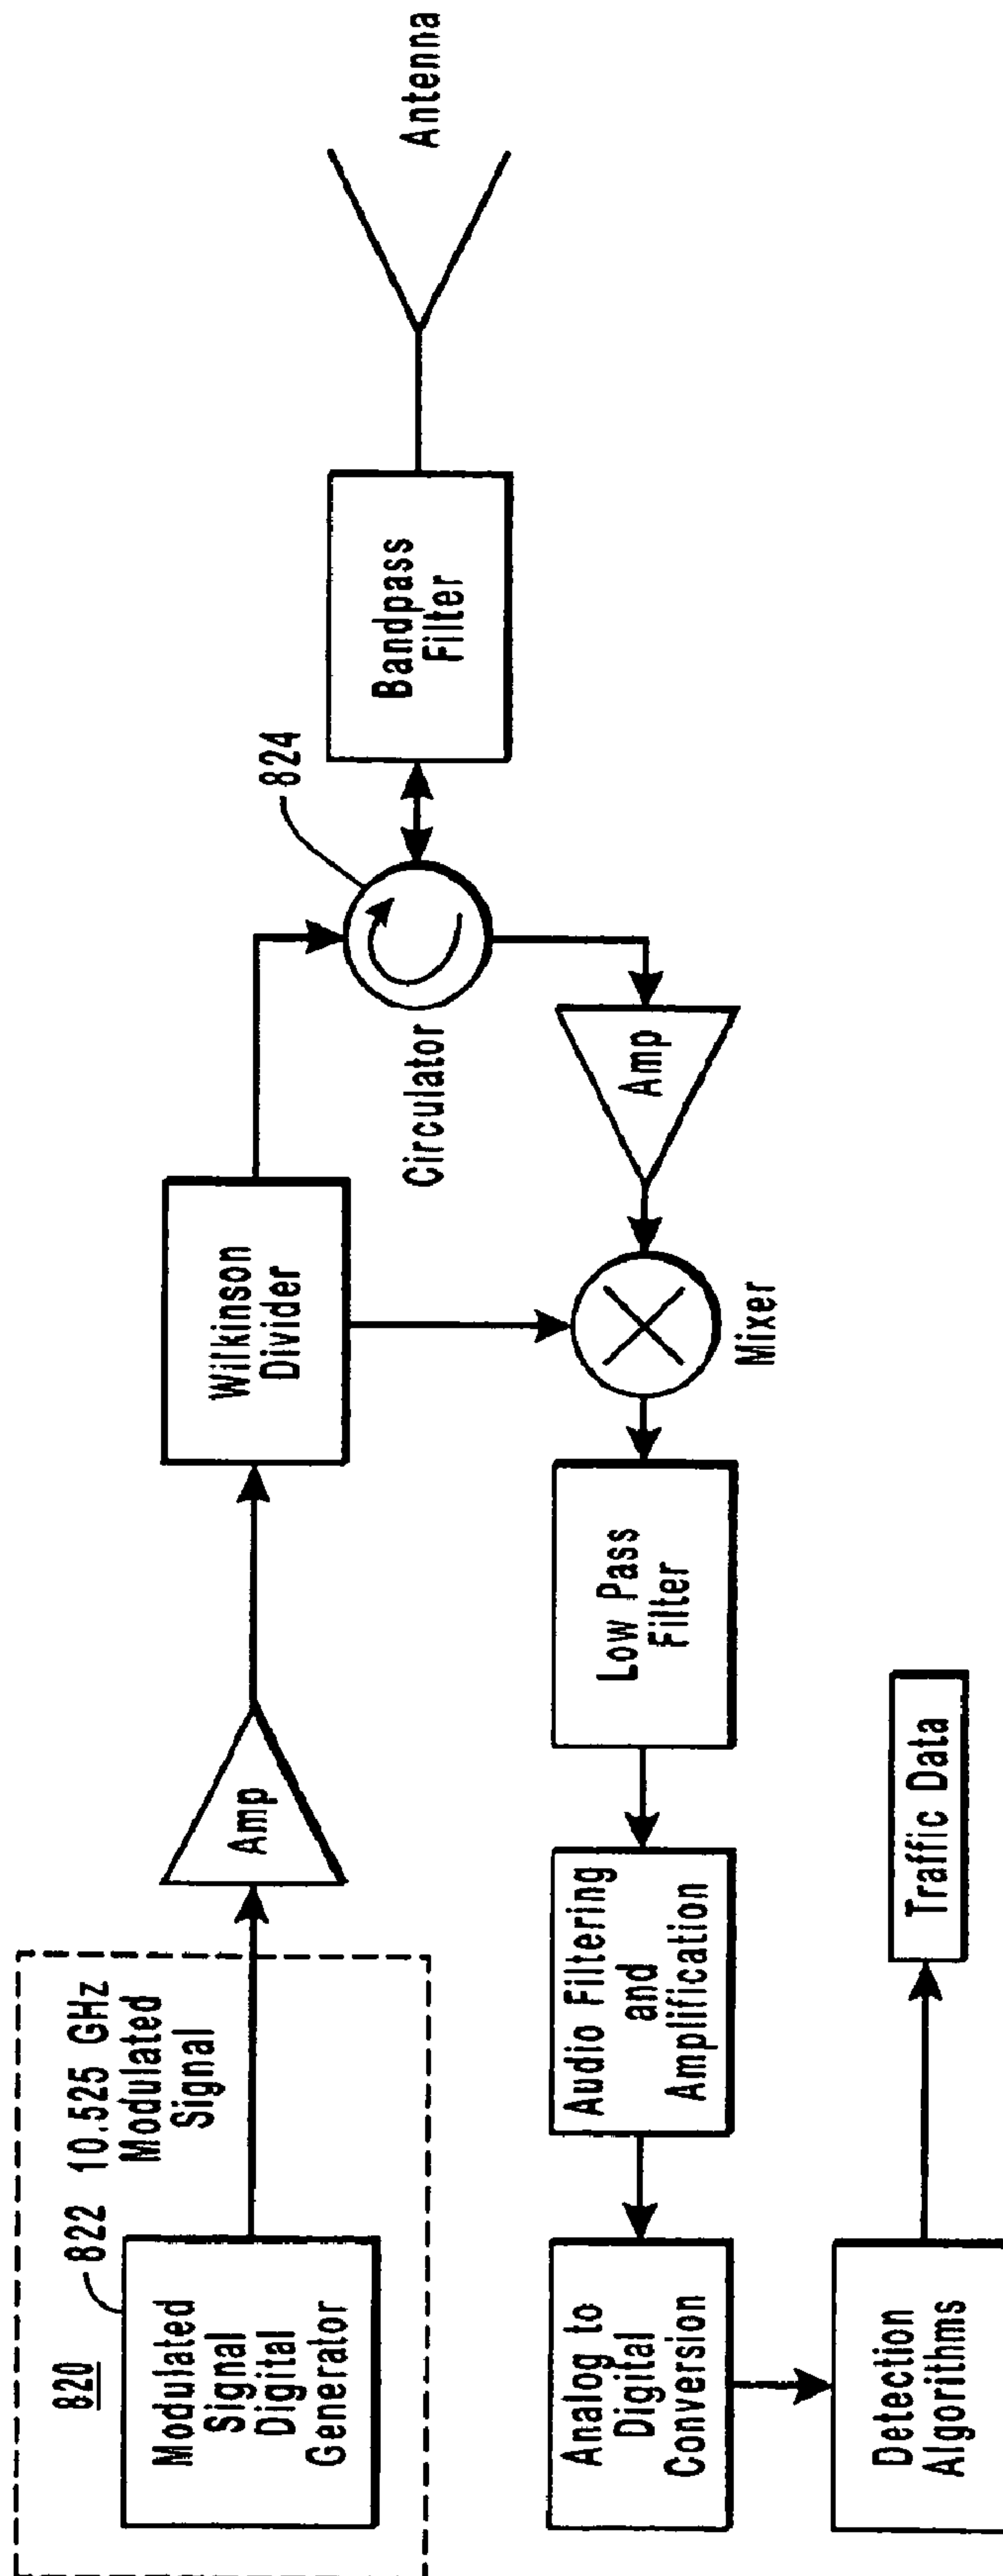 820
822
10.525 GHz
Modulated
Signal
Modulated
Signal
Digital
Generator
Amp
Wilkinson
Divider
824
Circulator
Bandpass
Filter
Antenna
Amp
Mixer
Low Pass
Filter
Audio Filtering
and
Amplification
Analog to
Digital
Conversion
Detection
Algorithms
Traffic Data